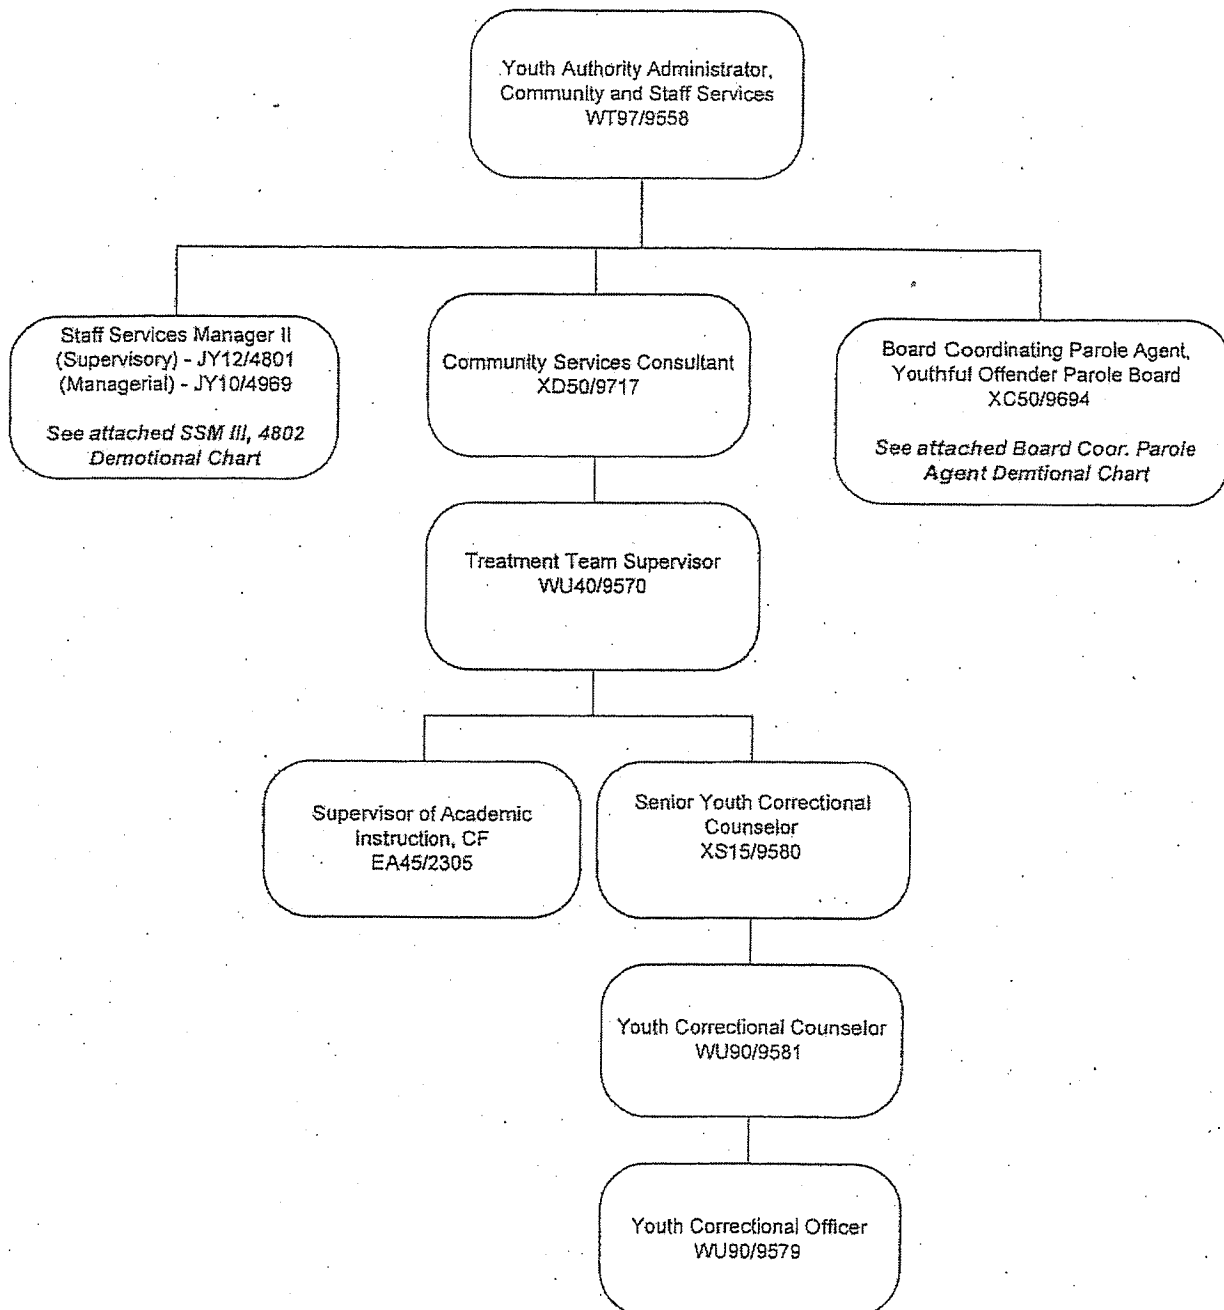 Youth Authority Administrator,
Community and Staff Services
WT97/9558
Staff Services Manager II
(Supervisory) - JY12/4801
(Managerial) - JY10/4969
See attached SSM III, 4802
Demotional Chart
Community Services Consultant
XD50/9717
Board Coordinating Parole Agent,
Youthful Offender Parole Board
XC50/9694
See attached Board Coor. Parole
Agent Demtional Chart
Treatment Team Supervisor
WU40/9570
Supervisor of Academic
Instruction, CF
EA45/2305
Senior Youth Correctional
Counselor
XS15/9580
Youth Correctional Counselor
WU90/9581
Youth Correctional Officer
WU90/9579